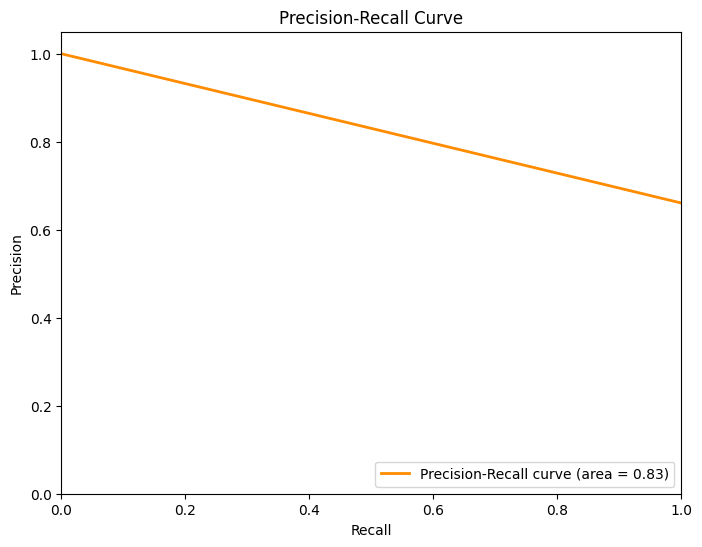 Precision-Recall Curve
Precision
1.0
0.8
0.6
0.4
0.2
0.0
Precision-Recall curve (area = 0.83)
0.0 0.2 0.4 0.6 0.8 1.0
Recall